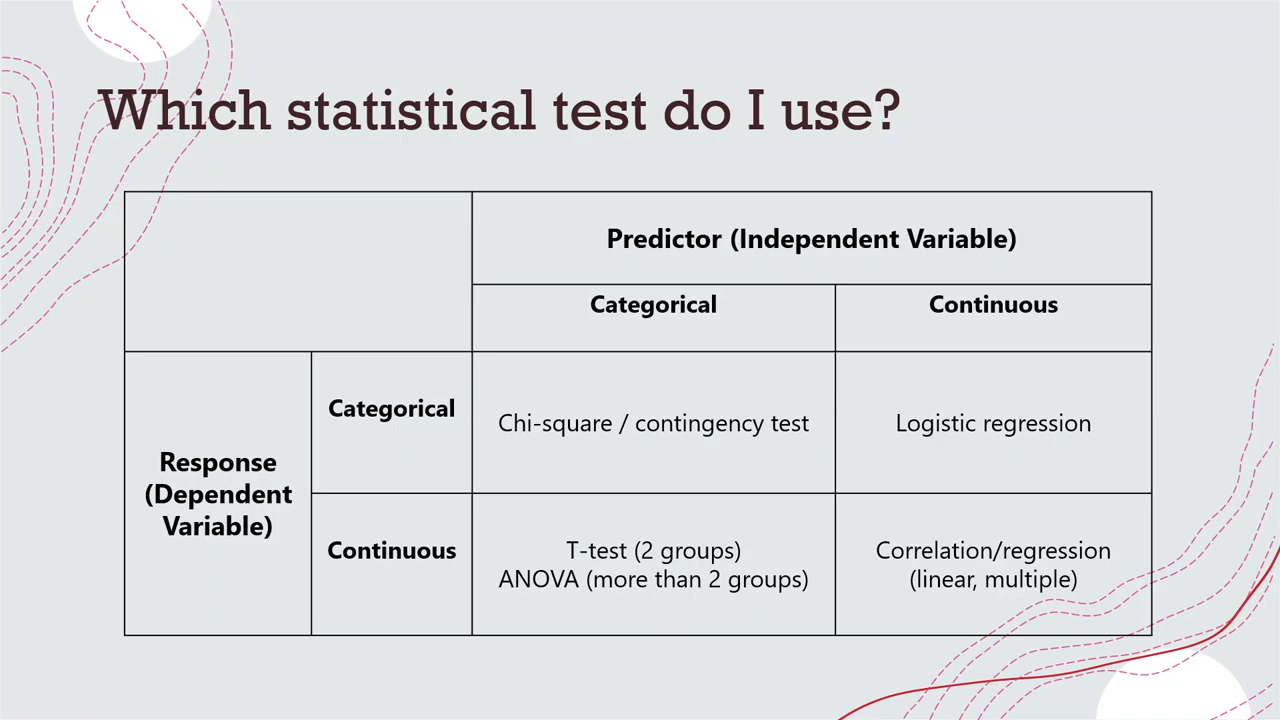 Which statistical test do I use?
Predictor (Independent Variable)
Categorical
Continuous
Response
(Dependent
Variable)
Categorical
Chi-square / contingency test
Logistic regression
Continuous
T-test (2 groups)
ANOVA (more than 2 groups)
Correlation/regression
(linear, multiple)